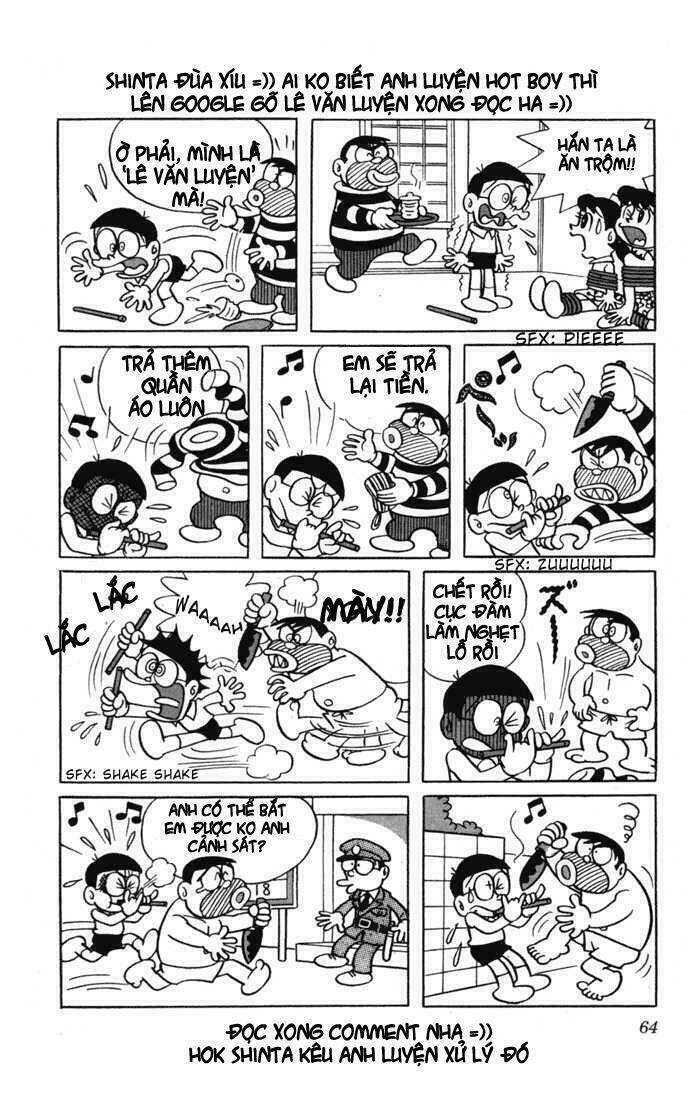 SHINTA ĐÙA XÍU =)) AI KO BIẾT ANH LUYỆN HOT BOY THÌ
LÊN GOOGLE GÕ LÊ VĂN LUYỆN XONG ĐỌC HA =))
Ờ PHẢI, MÌNH LÀ
'LÊ VĂN LUYỆN'
MÀ!
HẮN TA LÀ
ĂN TRỘM!!
SFX: PIEEEE
TRẢ THÊM
QUẦN
ÁO LUÔN
EM SẼ TRẢ
LẠI TIỀN.
SFX: ZUUUUUU
LẮC
LẮC
WAAAAH
MÀY!!
SFX: SHAKE SHAKE
CHẾT RỒI!
CỤC ĐÀM
LÀM NGHẸT
LỖ RỒI
ズー
ANH CÓ THỂ BẮT
EM ĐƯỢC KO ANH
CẢNH SÁT?
8
64
ĐỌC XONG COMMENT NHA =))
HOK SHINTA KÊU ANH LUYỆN XỬ LÝ ĐÓ